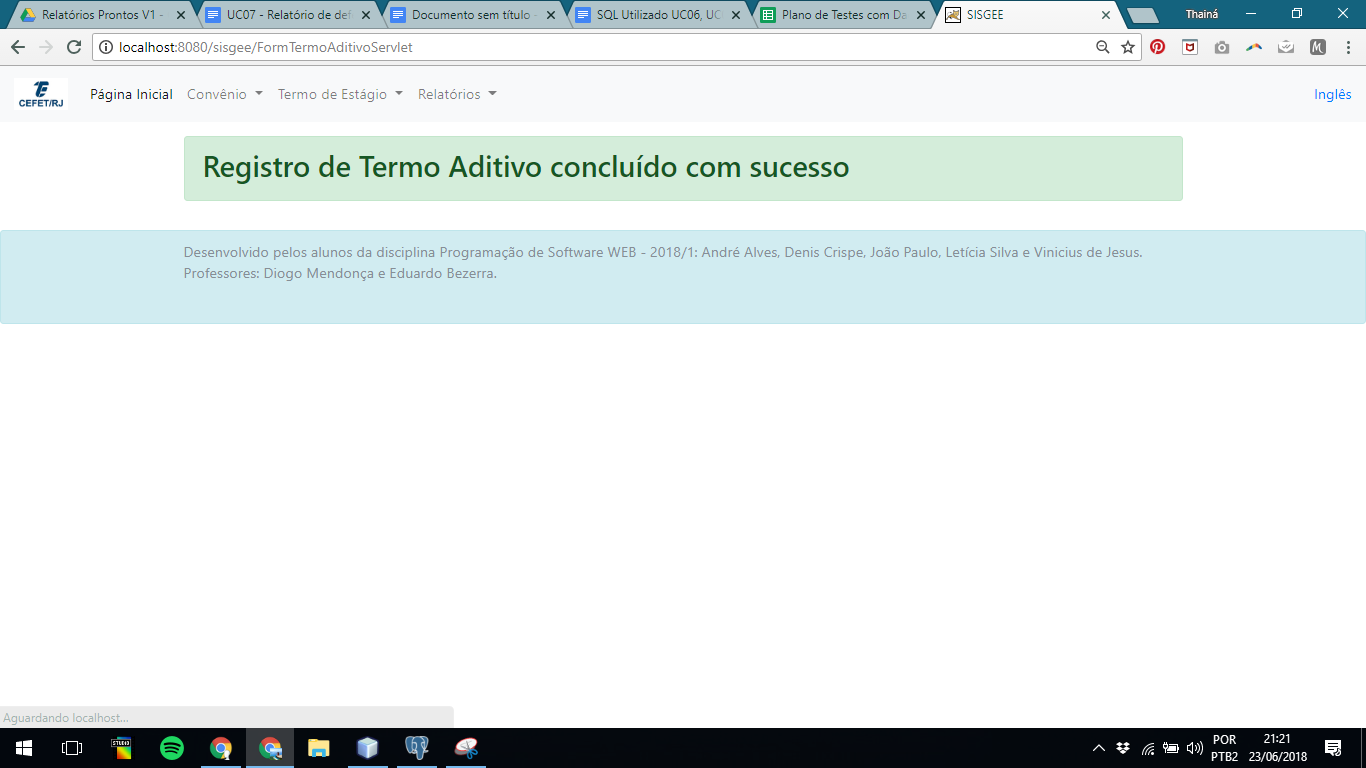 Relatórios Prontos V1 -
UC07 - Relatório de def
Documento sem título -
SQL Utilizado UC06, UC
Plano de Testes com Da
SISGEE
Thainá
localhost:8080/sisgee/FormTermoAditivoServlet
CEFET/RJ
Página Inicial
Convênio
Termo de Estágio
Relatórios
Inglês
Registro de Termo Aditivo concluído com sucesso
Desenvolvido pelos alunos da disciplina Programação de Software WEB - 2018/1: André Alves, Denis Crispe, João Paulo, Letícia Silva e Vinicius de Jesus.
Professores: Diogo Mendonça e Eduardo Bezerra.
Aguardando localhost...
STUDIO
POR
PTB2
21:21
23/06/2018